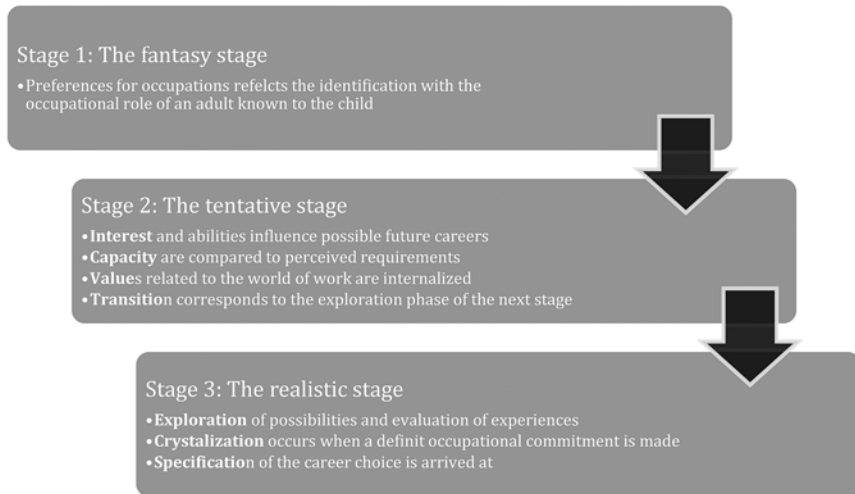 Stage 1: The fantasy stage
•Preferences for occupations refelcts the identification with the
occupational role of an adult known to the child
Stage 2: The tentative stage
•Interest and abilities influence possible future careers
•Capacity are compared to perceived requirements
•Values related to the world of work are internalized
•Transition corresponds to the exploration phase of the next stage
Stage 3: The realistic stage
•Exploration of possibilities and evaluation of experiences
•Crystalization occurs when a definit occupational commitment is made
•Specification of the career choice is arrived at